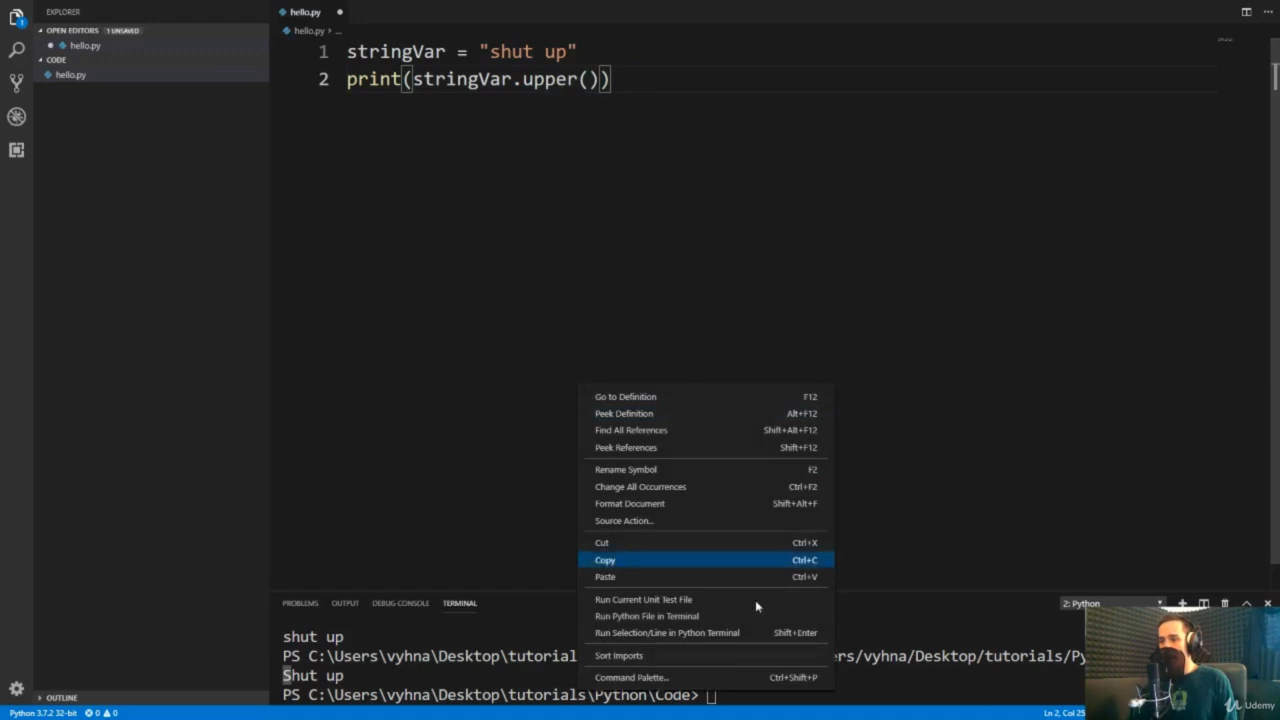 EXPLORER
hello.py
OPEN EDITORS 1 UNSAVED
hello.py › ...
hello.py
CODE
hello.py
1 stringVar = "shut up"
2 print(stringVar.upper())
Go to Definition F12
Peek Definition Alt+F12
Find All References Shift+Alt+F12
Peek References Shift+F12
Rename Symbol F2
Change All Occurrences Ctrl+F2
Format Document Shift+Alt+F
Source Action...
Cut Ctrl+X
Copy Ctrl+C
Paste Ctrl+V
Run Current Unit Test File
Run Python File in Terminal
Run Selection/Line in Python Terminal Shift+Enter
Sort Imports
Command Palette... Ctrl+Shift+P
PROBLEMS OUTPUT DEBUG CONSOLE TERMINAL 2: Python
shut up
PS C:\Users\vyhna\Desktop\tutorials ers/vyhna/Desktop/tutorials/Py
Shut up
PS C:\Users\vyhna\Desktop\tutorials\Python\Code>
OUTLINE
Python 3.7.2 32-bit 0 0 Ln 2, Col 25
Udemy